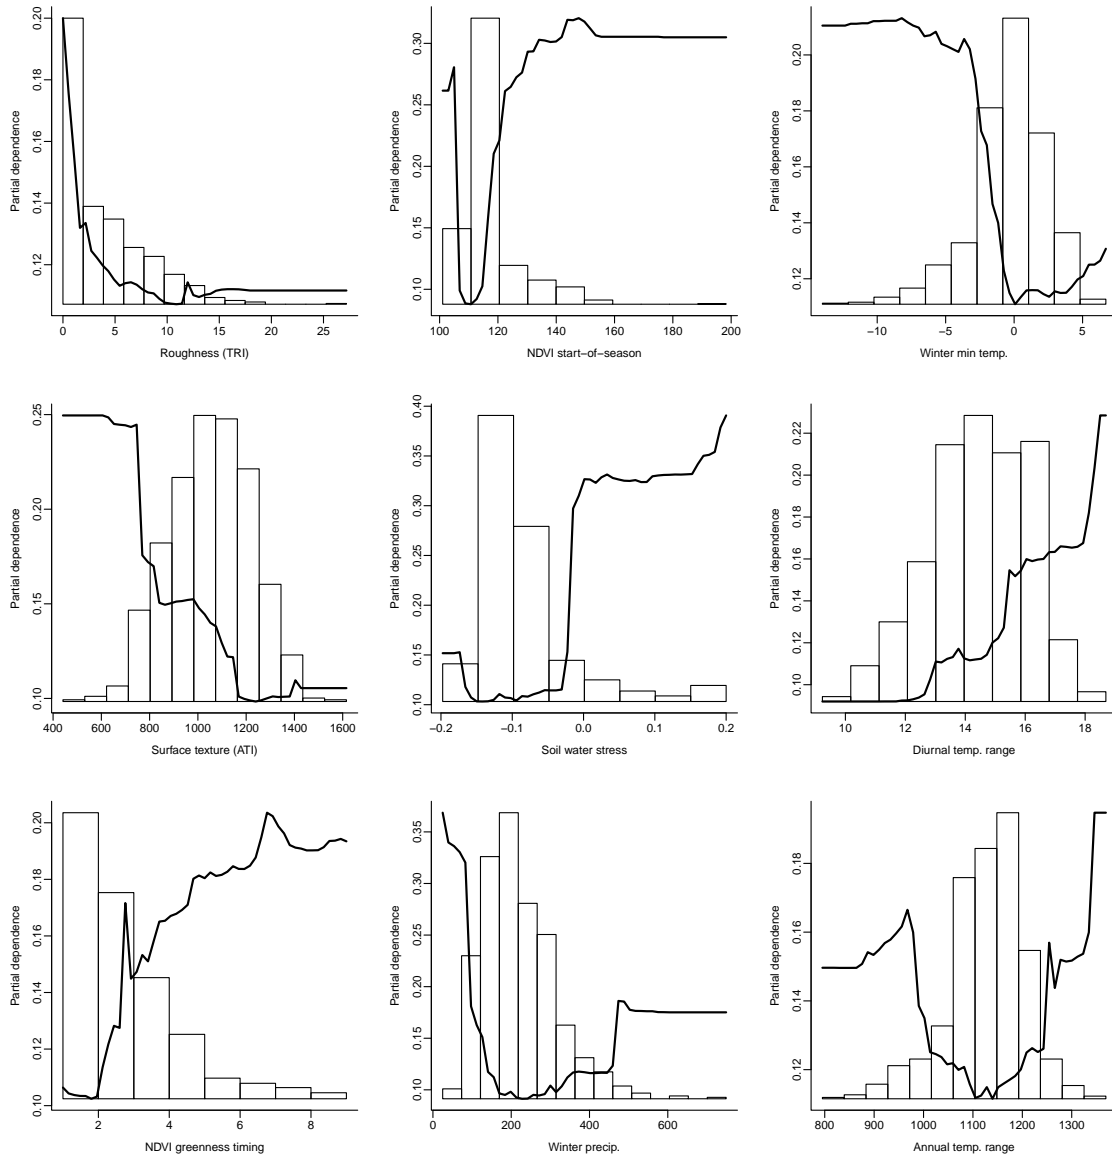 0.20
0.18
0.16
0.14
0.12
Partial dependence
0 5 10 15 20 25
Roughness (TRI)
0.30
0.25
0.20
0.15
0.10
Partial dependence
100 120 140 160 180 200
NDVI start−of−season
0.20
0.18
0.16
0.14
0.12
Partial dependence
−10 −5 0 5
Winter min temp.
0.25
0.20
0.15
0.10
Partial dependence
400 600 800 1000 1200 1400 1600
Surface texture (ATI)
0.40
0.35
0.30
0.25
0.20
0.15
0.10
Partial dependence
−0.2 −0.1 0.0 0.1 0.2
Soil water stress
0.22
0.20
0.18
0.16
0.14
0.12
0.10
Partial dependence
10 12 14 16 18
Diurnal temp. range
0.20
0.18
0.16
0.14
0.12
0.10
Partial dependence
2 4 6 8
NDVI greenness timing
0.35
0.30
0.25
0.20
0.15
0.10
Partial dependence
0 200 400 600
Winter precip.
0.18
0.16
0.14
0.12
Partial dependence
800 900 1000 1100 1200 1300
Annual temp. range